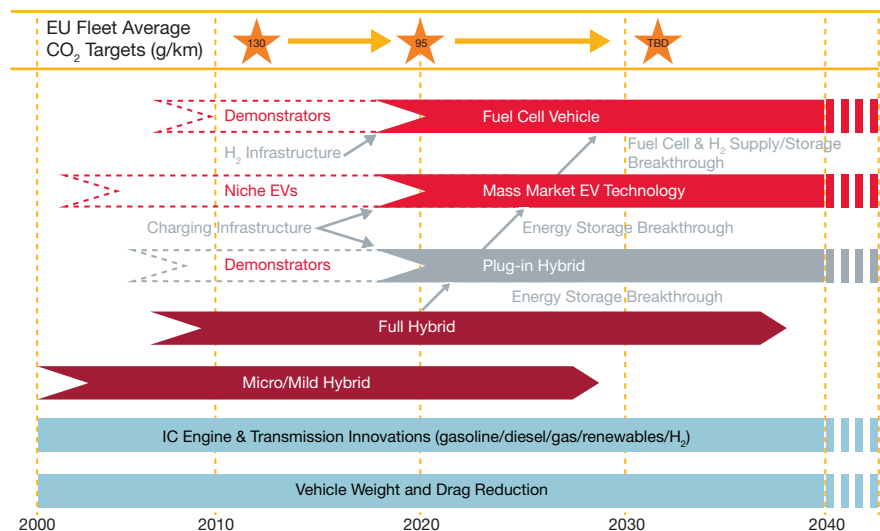 EU Fleet Average
CO₂ Targets (g/km)
130
95
TBD
Demonstrators
Fuel Cell Vehicle
H₂ Infrastructure
Fuel Cell & H₂ Supply/Storage
Breakthrough
Niche EVs
Mass Market EV Technology
Charging Infrastructure
Energy Storage Breakthrough
Demonstrators
Plug-in Hybrid
Energy Storage Breakthrough
Full Hybrid
Micro/Mild Hybrid
IC Engine & Transmission Innovations (gasoline/diesel/gas/renewables/H₂)
Vehicle Weight and Drag Reduction
2000 2010 2020 2030 2040